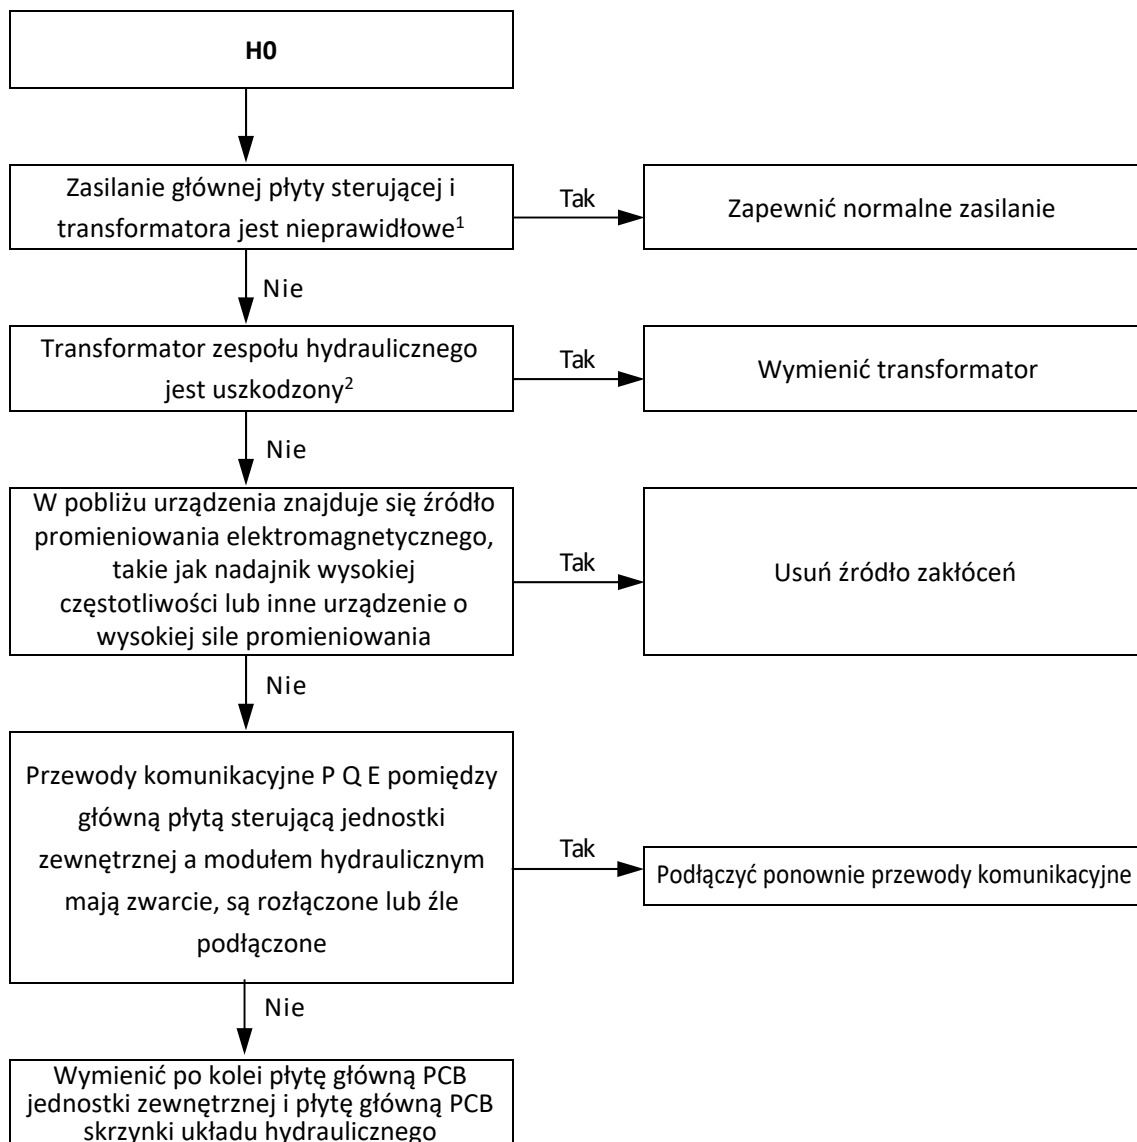 H0
Zasilanie głównej płyty sterującej i
transformatora jest nieprawidłowe¹
Tak
Zapewnić normalne zasilanie
Nie
Transformator zespołu hydraulicznego
jest uszkodzony²
Tak
Wymienić transformator
Nie
W pobliżu urządzenia znajduje się źródło
promieniowania elektromagnetycznego,
takie jak nadajnik wysokiej
częstotliwości lub inne urządzenie o
wysokiej sile promieniowania
Tak
Usuń źródło zakłóceń
Nie
Przewody komunikacyjne P Q E pomiędzy
główną płytą sterującą jednostki
zewnętrznej a modułem hydraulicznym
mają zwarcie, są rozłączone lub źle
podłączone
Tak
Podłączyć ponownie przewody komunikacyjne
Nie
Wymienić po kolei płytę główną PCB
jednostki zewnętrznej i płytę główną PCB
skrzynki układu hydraulicznego